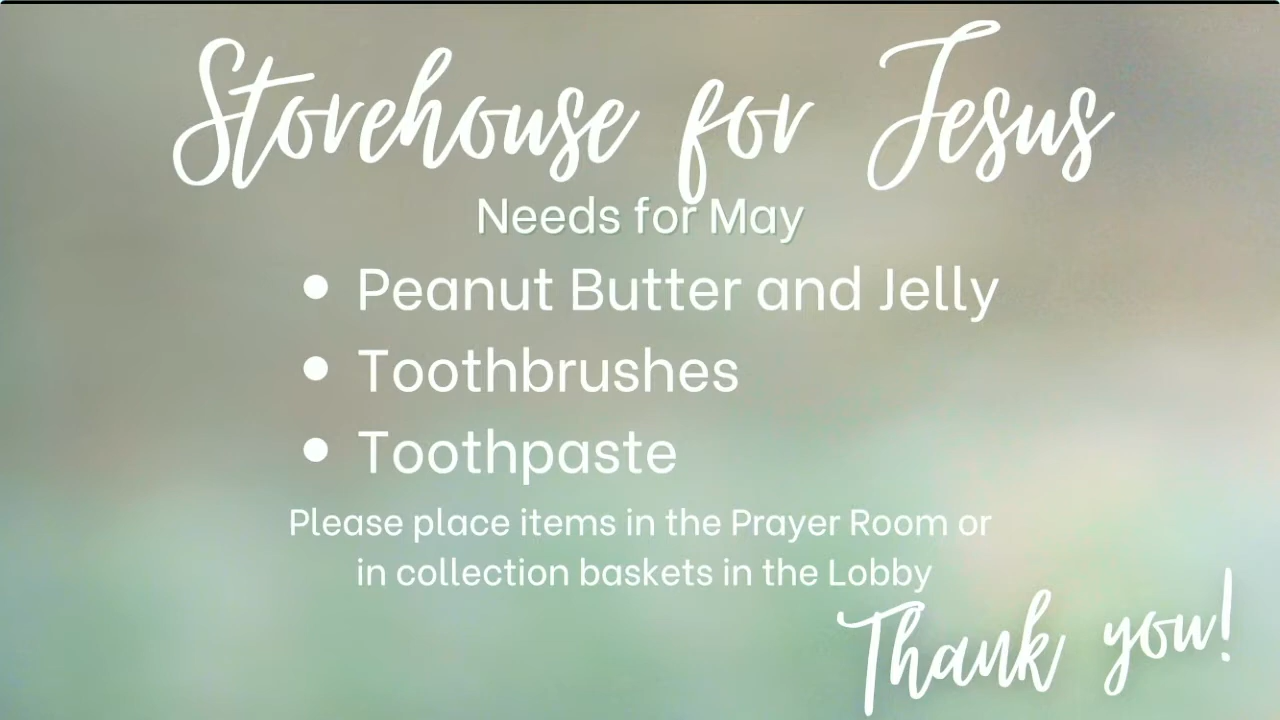 Storehouse for Jesus
Needs for May
• Peanut Butter and Jelly
• Toothbrushes
• Toothpaste
Please place items in the Prayer Room or
in collection baskets in the Lobby
Thank you!